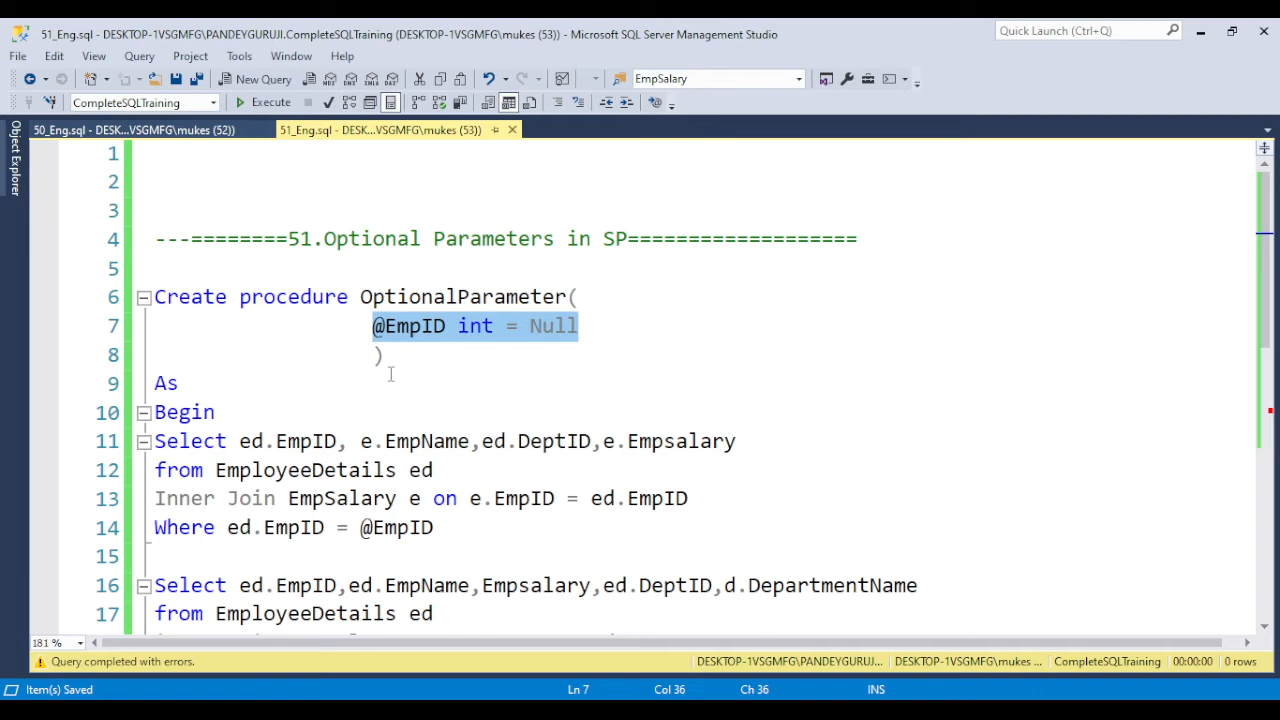 51_Eng.sql - DESKTOP-1VSGMFG\PANDEYGURUJI.CompleteSQLTraining (DESKTOP-1VSGMFG\mukes (53)) - Microsoft SQL Server Management Studio
Quick Launch (Ctrl+Q)
File Edit View Query Project Tools Window Help
New Query EmpSalary
CompleteSQLTraining Execute
50_Eng.sql - DESK...VSGMFG\mukes (52)) 51_Eng.sql - DESK...VSGMFG\mukes (53))
Object Explorer
1
2
3
4 ---========51.Optional Parameters in SP===================
5
6 Create procedure OptionalParameter(
7 @EmpID int = Null
8 )
9 As
10 Begin
11 Select ed.EmpID, e.EmpName,ed.DeptID,e.Empsalary
12 from EmployeeDetails ed
13 Inner Join EmpSalary e on e.EmpID = ed.EmpID
14 Where ed.EmpID = @EmpID
15
16 Select ed.EmpID,ed.EmpName,Empsalary,ed.DeptID,d.DepartmentName
17 from EmployeeDetails ed
181 %
Query completed with errors. DESKTOP-1VSGMFG\PANDEYGURUJI... DESKTOP-1VSGMFG\mukes ... CompleteSQLTraining 00:00:00 0 rows
Item(s) Saved Ln 7 Col 36 Ch 36 INS